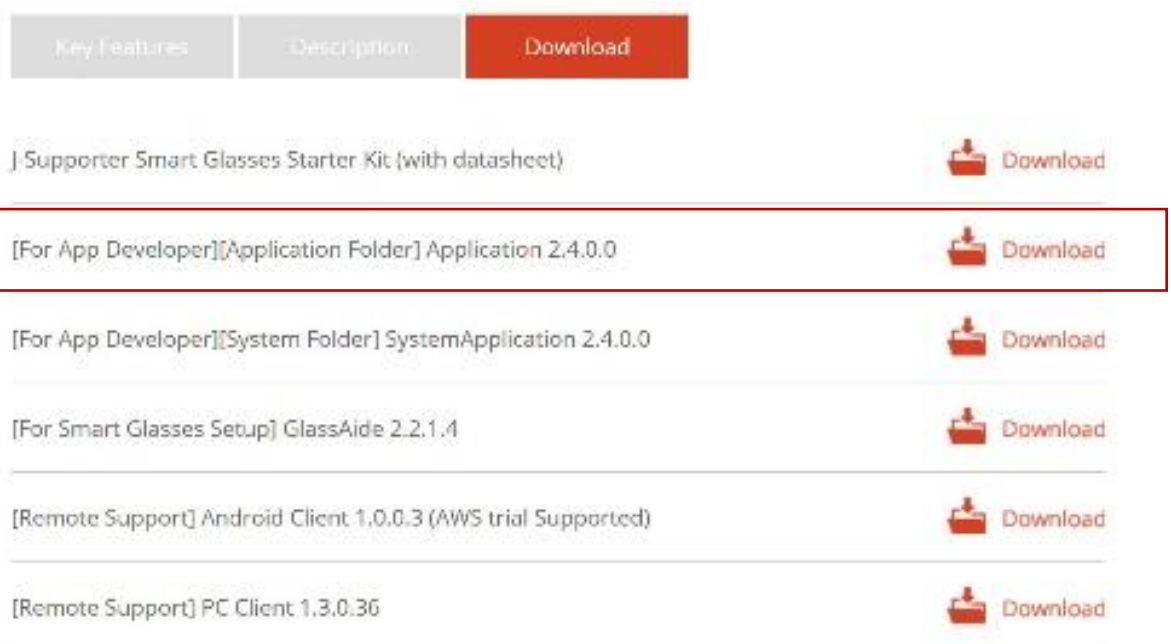 Key Features Description Download
J-Supporter Smart Glasses Starter Kit (with datasheet) Download
[For App Developer][Application Folder] Application 2.4.0.0 Download
[For App Developer][System Folder] SystemApplication 2.4.0.0 Download
[For Smart Glasses Setup] GlassAide 2.2.1.4 Download
[Remote Support] Android Client 1.0.0.3 (AWS trial Supported) Download
[Remote Support] PC Client 1.3.0.36 Download